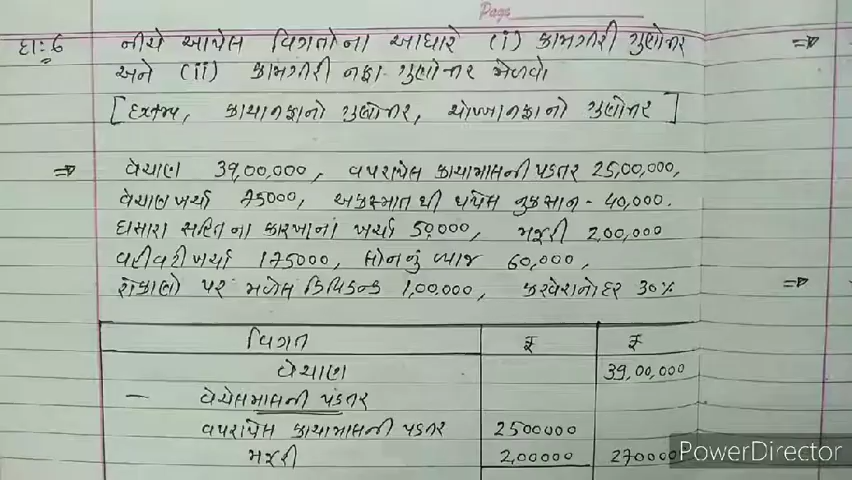 Page
દા:6 નીચે આપેલ વિગતોના આધારે (i) કામગીરી ગુણોત્તર
અને (ii) કામગીરી નફા-ગુણોત્તર મેળવો
[દા.ત., કાચાનફાનો ગુણોત્તર, ચોખ્ખાનફાનો ગુણોત્તર]
⇒ વેચાણ 39,00,000, વપરાયેલ કાચામાલની પડતર 25,00,000,
વેચાણ ખર્ચા 75000, અકસ્માત થી થયેલ નુકસાન - 40,000.
ઘસારા સહિતના કારખાનાં ખર્ચા 50,000, મજૂરી 2,00,000
વહીવટી ખર્ચા 175000, લોનનું વ્યાજ 60,000,
રોકાણો પર મળેલ ડિવિડન્ડ 1,00,000, કરવેરાનો દર 30%
વિગત ₹ ₹
વેચાણ 39,00,000
— વેચેલમાલની પડતર
વપરાયેલ કાચામાલની પડતર 2500000
મજૂરી 2,00000 270000
PowerDirector